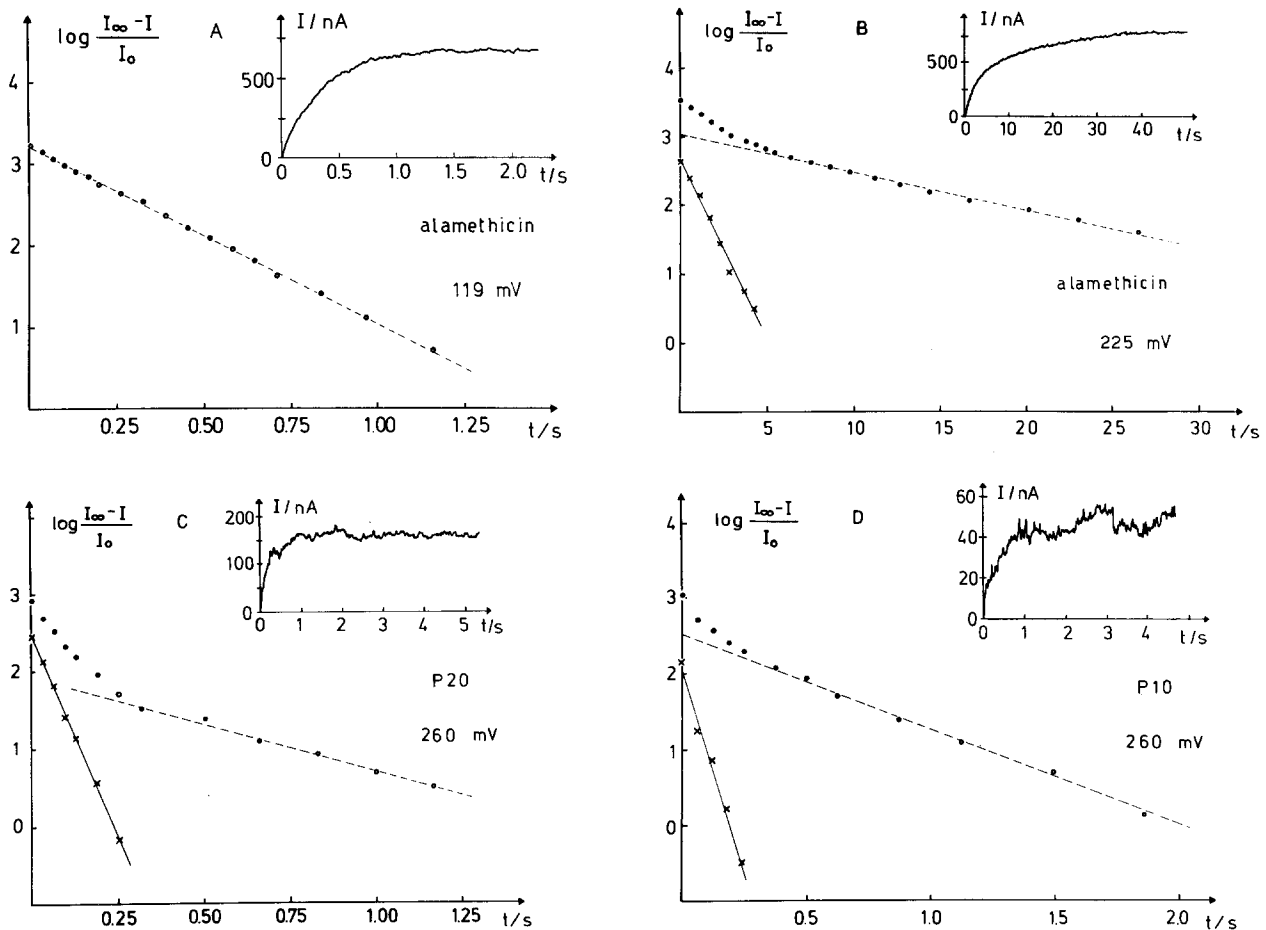 log (I∞-I)/Io
A
I/nA
500
0
0 0.5 1.0 1.5 2.0
t/s
4
3
2
1
alamethicin
119 mV
0.25 0.50 0.75 1.00 1.25
t/s
log (I∞-I)/Io
B
I/nA
500
0
0 10 20 30 40
t/s
4
3
2
1
0
alamethicin
225 mV
5 10 15 20 25 30
t/s
log (I∞-I)/Io
C
I/nA
200
100
0
0 1 2 3 4 5
t/s
3
2
1
0
P20
260 mV
0.25 0.50 0.75 1.00 1.25
t/s
log (I∞-I)/Io
D
I/nA
60
40
20
0
0 1 2 3 4
t/s
4
3
2
1
0
P10
260 mV
0.5 1.0 1.5 2.0
t/s